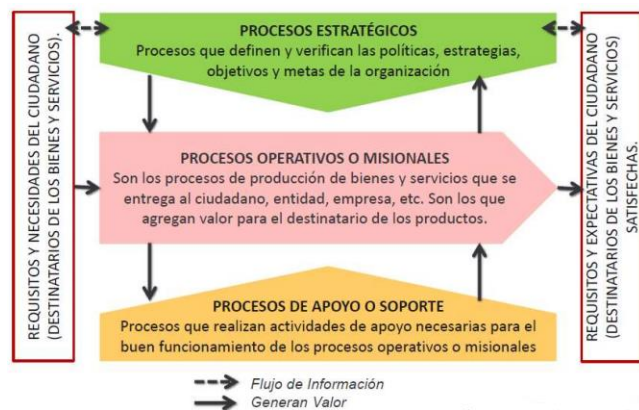 REQUISITOS Y NECESIDADES DEL CIUDADANO
(DESTINATARIOS DE LOS BIENES Y SERVICIOS).
PROCESOS ESTRATÉGICOS
Procesos que definen y verifican las políticas, estrategias,
objetivos y metas de la organización
PROCESOS OPERATIVOS O MISIONALES
Son los procesos de producción de bienes y servicios que se
entrega al ciudadano, entidad, empresa, etc. Son los que
agregan valor para el destinatario de los productos.
PROCESOS DE APOYO O SOPORTE
Procesos que realizan actividades de apoyo necesarias para el
buen funcionamiento de los procesos operativos o misionales
REQUISITOS Y EXPECTATIVAS DEL CIUDADANO
(DESTINATARIOS DE LOS BIENES Y SERVICIOS)
SATISFECHAS.
Flujo de Información
Generan Valor